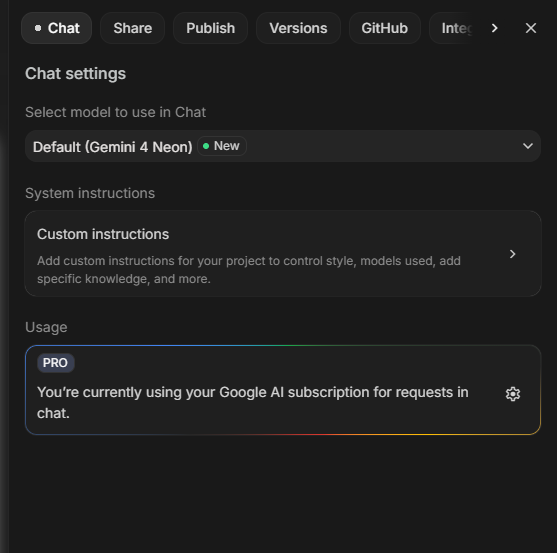 Chat
Share
Publish
Versions
GitHub
Chat settings
Select model to use in Chat
Default (Gemini 4 Neon)
New
System instructions
Custom instructions
Add custom instructions for your project to control style, models used, add
specific knowledge, and more.
Usage
PRO
You’re currently using your Google AI subscription for requests in
chat.